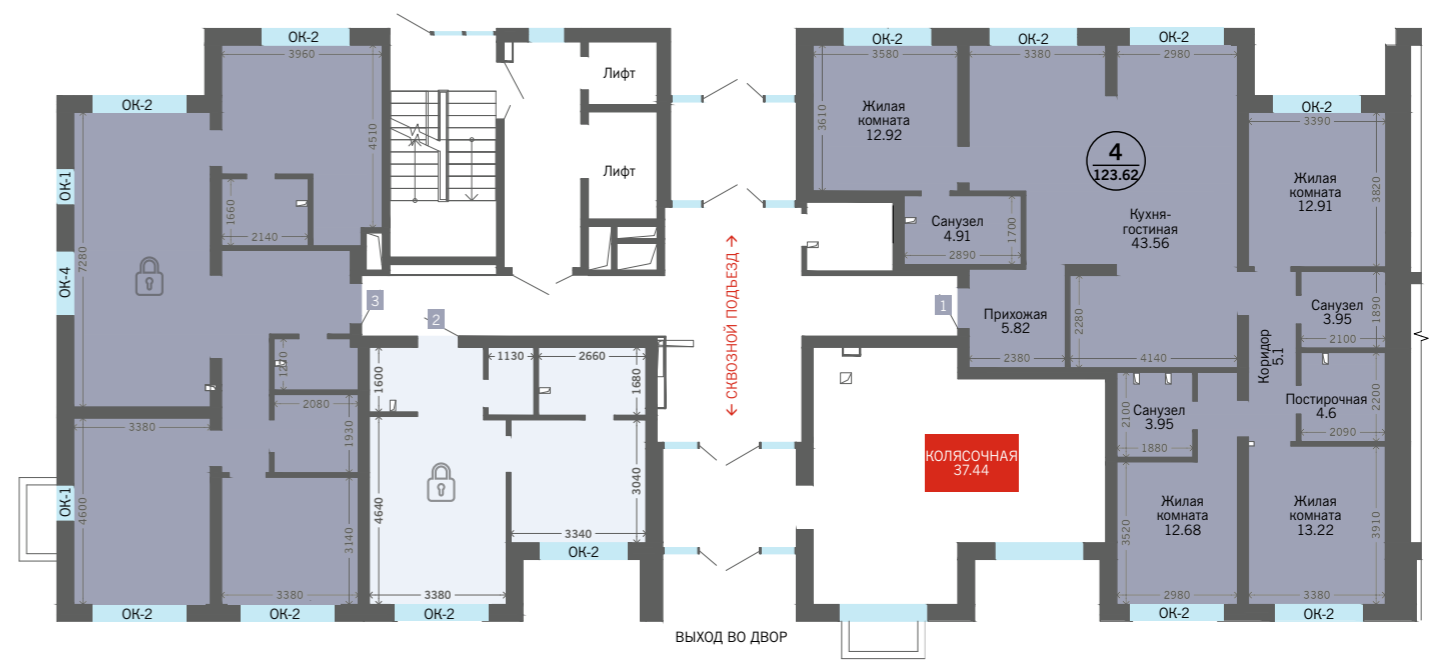 ОК-2
3960
ОК-2
4510
ОК-1
1660
2140
7280
ОК-4
3
2
1220
2080
1930
3380
4600
ОК-1
3140
3380
ОК-2
ОК-2
Лифт
Лифт
1130
2660
1600
1680
4640
3040
3340
ОК-2
3380
ОК-2
← СКВОЗНОЙ ПОДЪЕЗД →
ВЫХОД ВО ДВОР
КОЛЯСОЧНАЯ
37.44
1
ОК-2
3580
3610
Жилая
комната
12.92
ОК-2
3380
ОК-2
2980
4
123.62
Санузел
4.91
2890
1700
Кухня-
гостиная
43.56
Прихожая
5.82
2380
2280
4140
ОК-2
3390
Жилая
комната
12.91
3820
Санузел
3.95
2100
1890
Коридор
5.1
Постирочная
4.6
2090
2200
2100
Санузел
3.95
1880
Жилая
комната
12.68
3520
2980
ОК-2
Жилая
комната
13.22
3910
3380
ОК-2